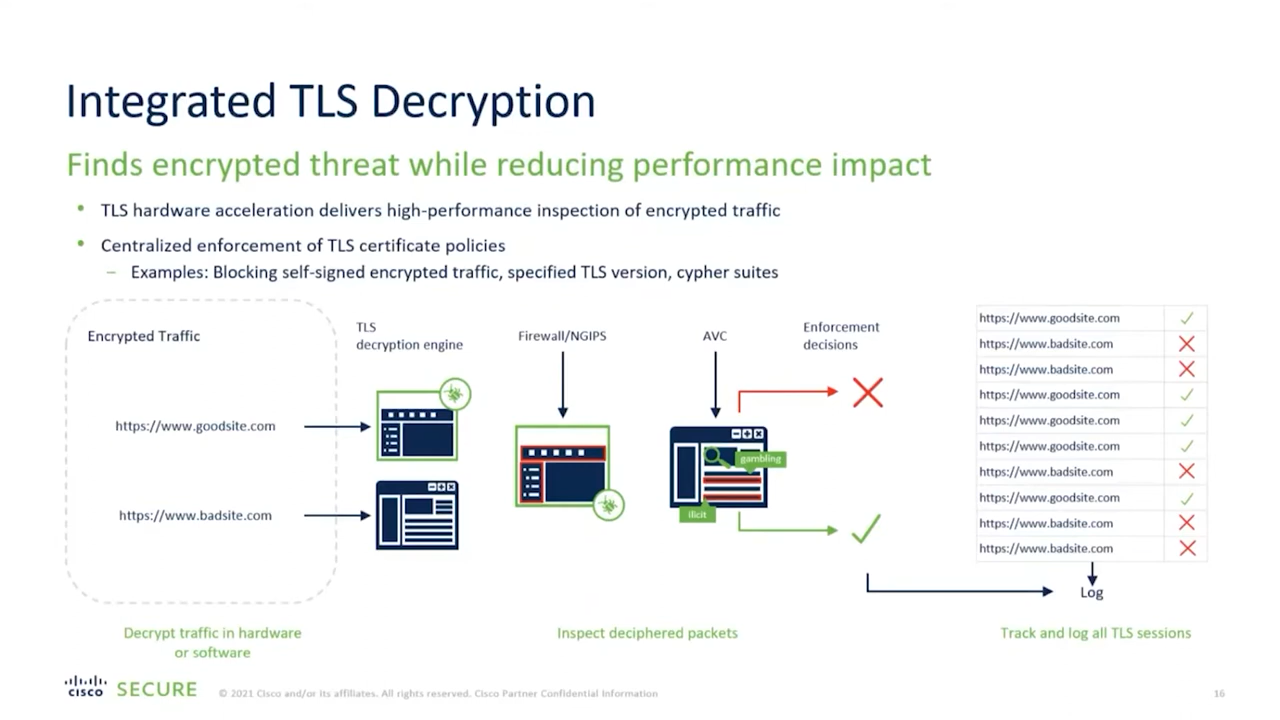 Integrated TLS Decryption
Finds encrypted threat while reducing performance impact
• TLS hardware acceleration delivers high-performance inspection of encrypted traffic
• Centralized enforcement of TLS certificate policies
– Examples: Blocking self-signed encrypted traffic, specified TLS version, cypher suites
Encrypted Traffic
https://www.goodsite.com
https://www.badsite.com
TLS
decryption engine
Firewall/NGIPS
AVC
gambling
ilicit
Enforcement
decisions
https://www.goodsite.com
https://www.badsite.com
https://www.badsite.com
https://www.goodsite.com
https://www.goodsite.com
https://www.goodsite.com
https://www.badsite.com
https://www.goodsite.com
https://www.badsite.com
https://www.badsite.com
Log
Decrypt traffic in hardware
or software
Inspect deciphered packets
Track and log all TLS sessions
CISCO SECURE
© 2021 Cisco and/or its affiliates. All rights reserved. Cisco Partner Confidential Information
16